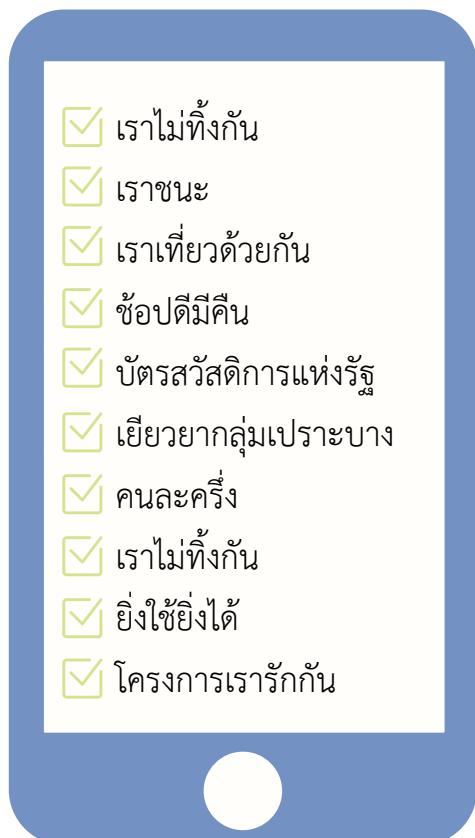 เราไม่ทิ้งกัน
เราชนะ
เราเที่ยวด้วยกัน
ช้อปดีมีคืน
บัตรสวัสดิการแห่งรัฐ
เยียวยากลุ่มเปราะบาง
คนละครึ่ง
เราไม่ทิ้งกัน
ยิ่งใช้ยิ่งได้
โครงการเรารักกัน